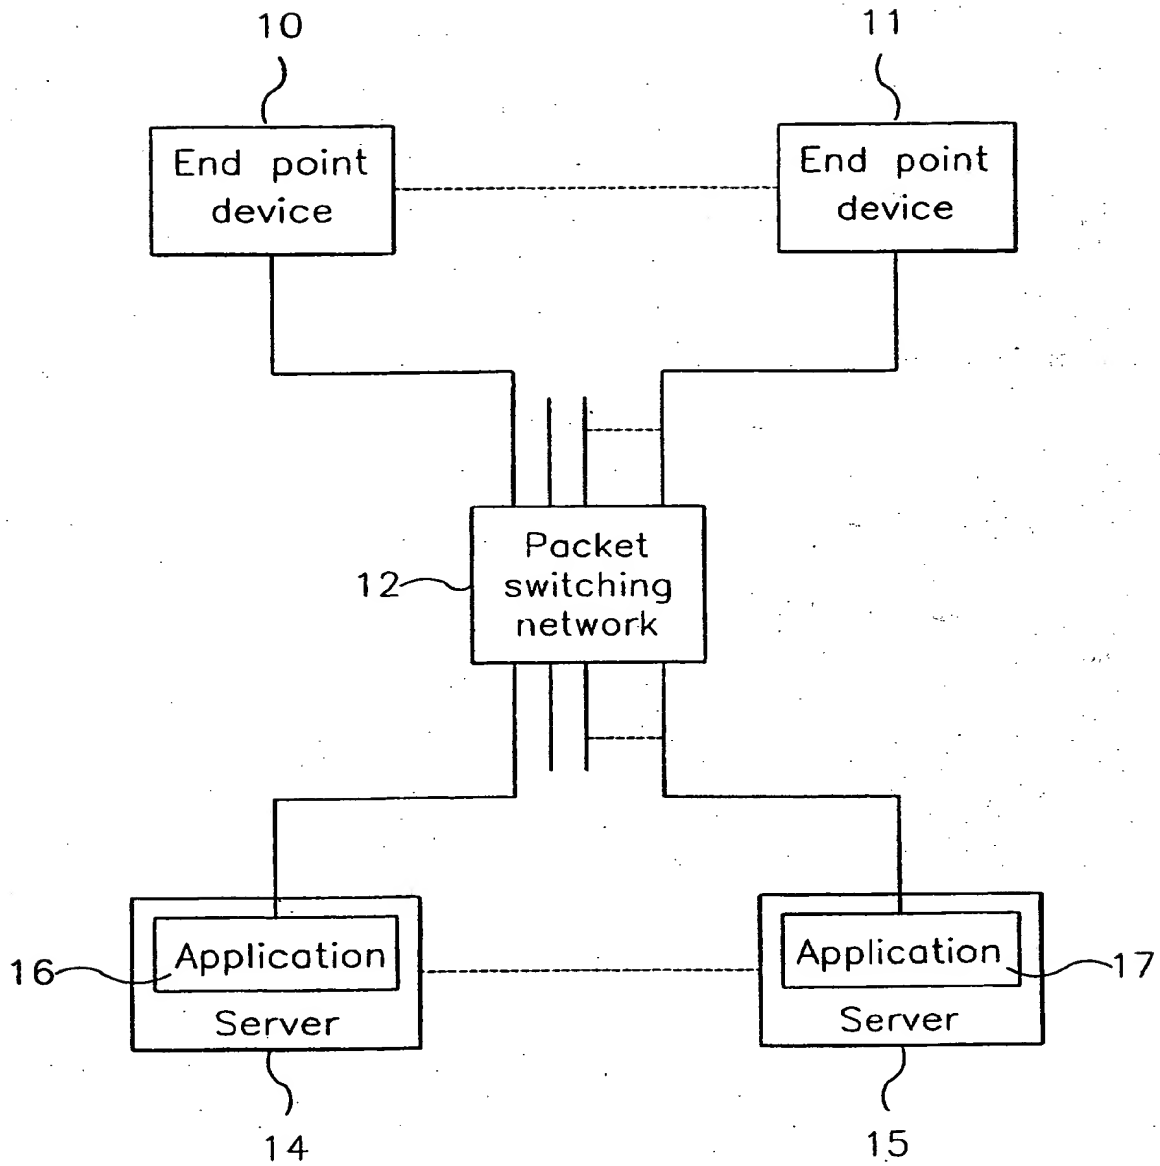 10
11
End point
device
End point
device
12
Packet
switching
network
Application
Server
16
Application
Server
17
14
15